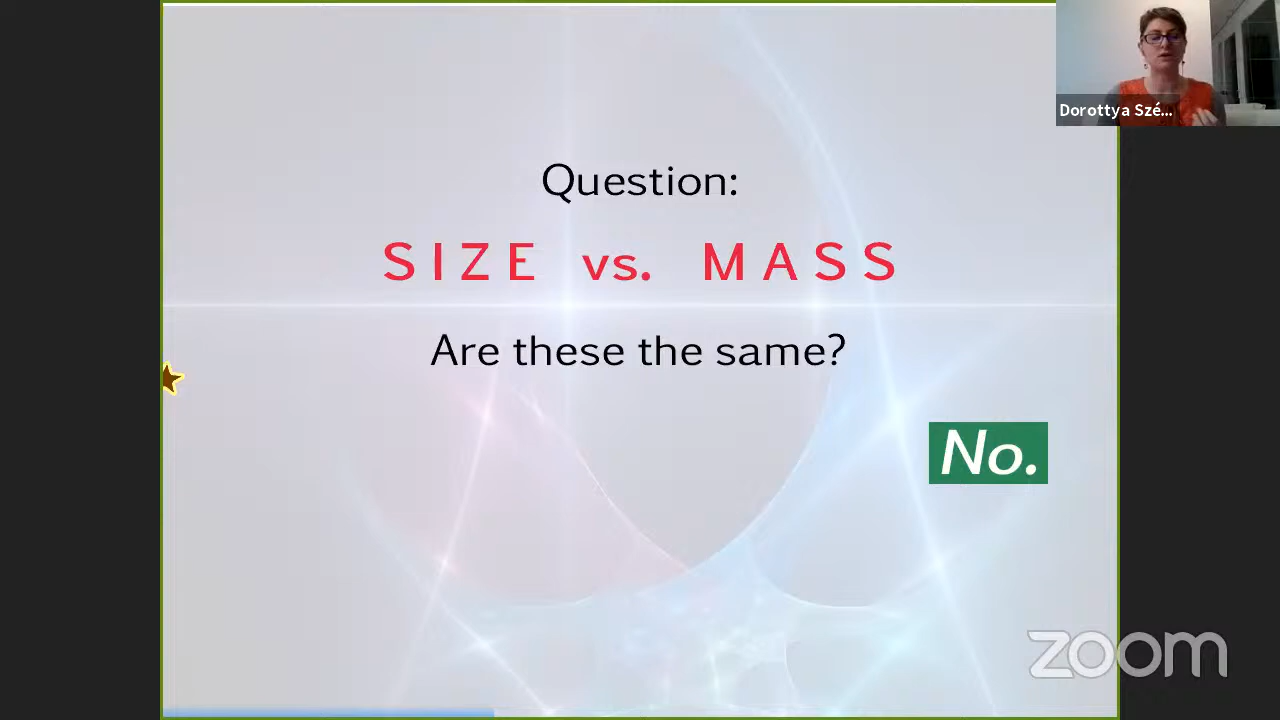 Dorottya Szé...
Question:
SIZE vs. MASS
Are these the same?
No.
zoom